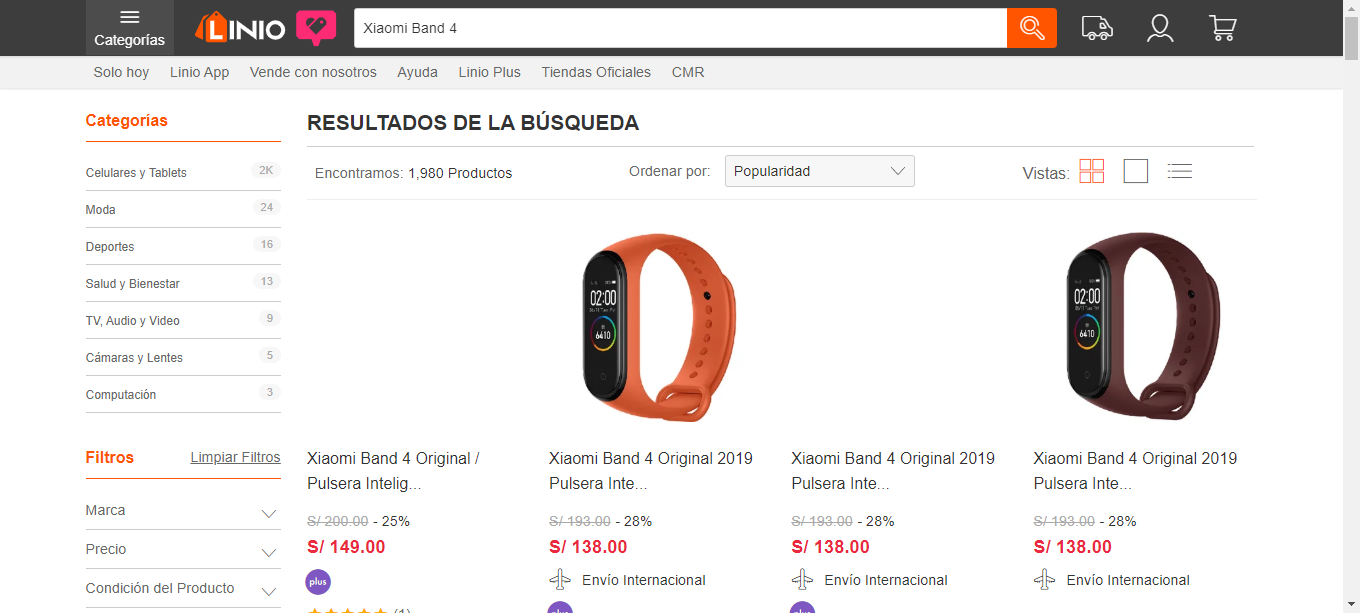 Categorías
LINIO
Xiaomi Band 4
Solo hoy Linio App Vende con nosotros Ayuda Linio Plus Tiendas Oficiales CMR
Categorías
Celulares y Tablets 2K
Moda 24
Deportes 16
Salud y Bienestar 13
TV, Audio y Video 9
Cámaras y Lentes 5
Computación 3
Filtros Limpiar Filtros
Marca
Precio
Condición del Producto
RESULTADOS DE LA BÚSQUEDA
Encontramos: 1,980 Productos
Ordenar por: Popularidad
Vistas:
02:00
6410
02:00
6410
Xiaomi Band 4 Original /
Pulsera Intelig...
S/ 200.00 - 25%
S/ 149.00
plus
(1)
Xiaomi Band 4 Original 2019
Pulsera Inte...
S/ 193.00 - 28%
S/ 138.00
Envío Internacional
plus
Xiaomi Band 4 Original 2019
Pulsera Inte...
S/ 193.00 - 28%
S/ 138.00
Envío Internacional
plus
Xiaomi Band 4 Original 2019
Pulsera Inte...
S/ 193.00 - 28%
S/ 138.00
Envío Internacional